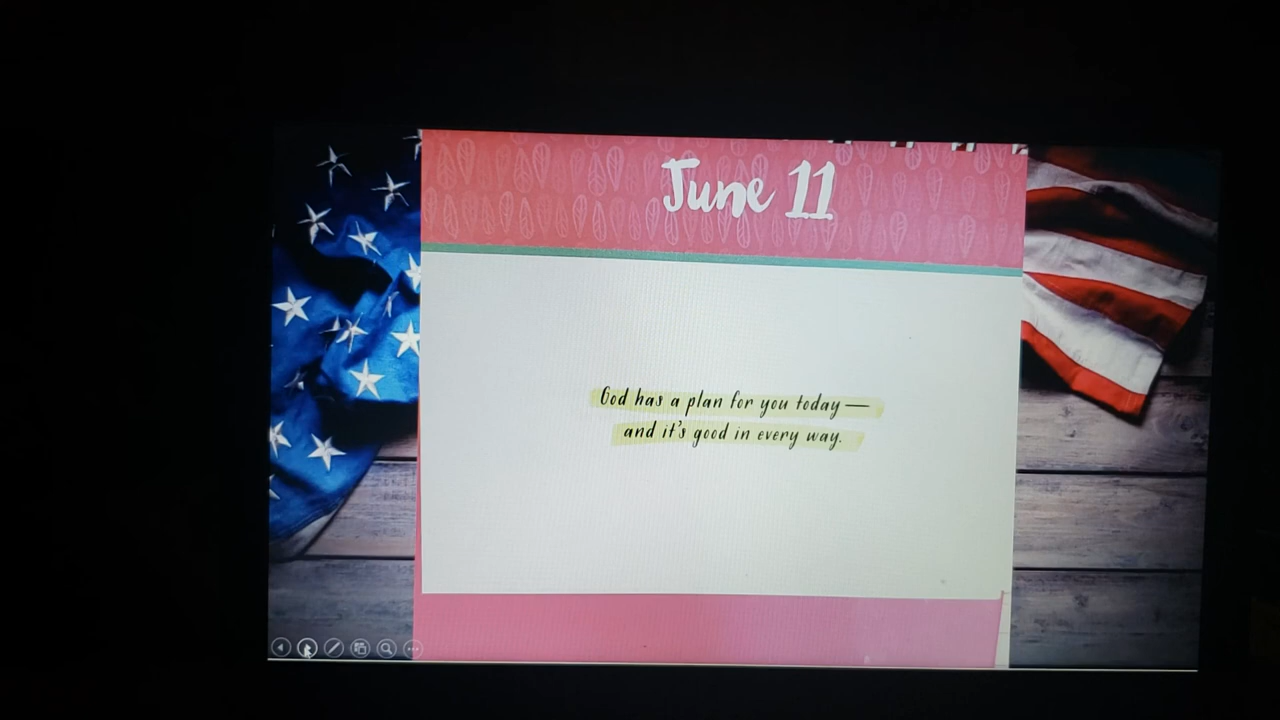 June 11
God has a plan for you today—
and it's good in every way.